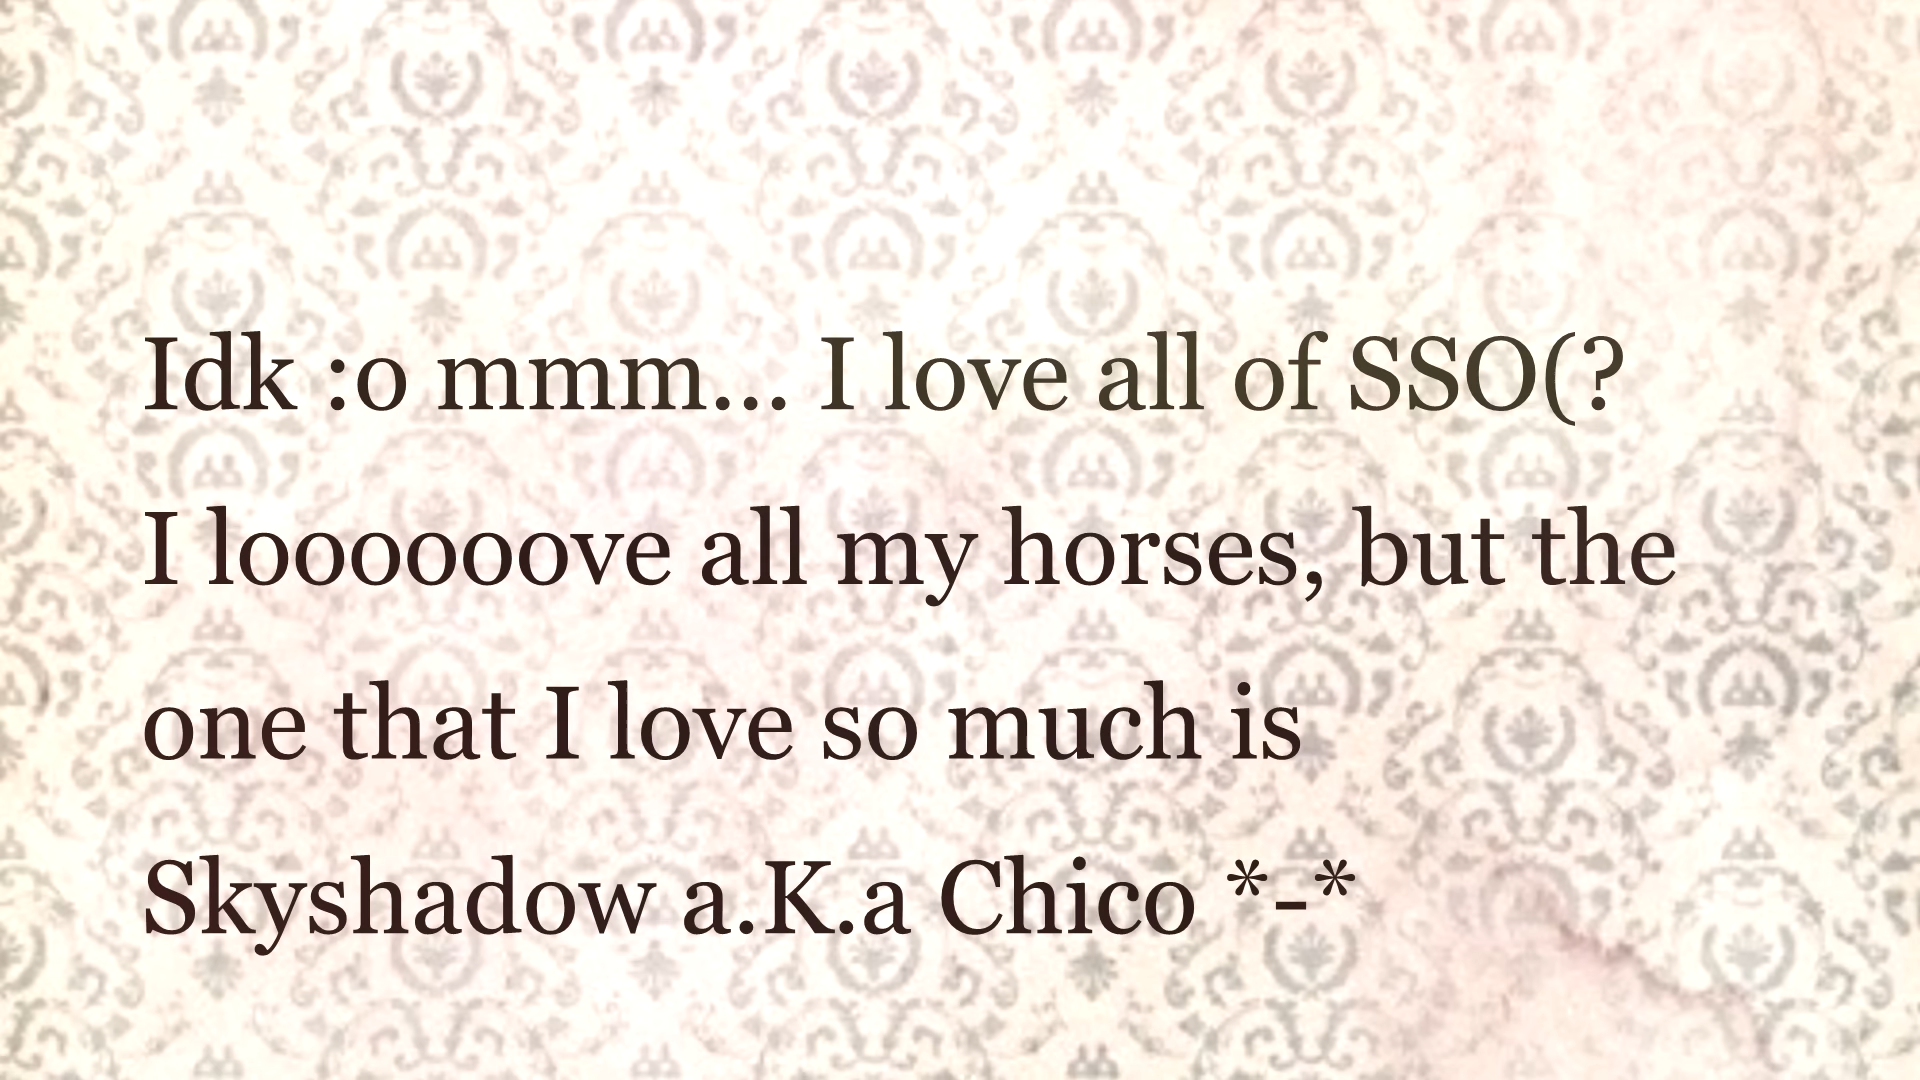 Idk :o mmm... I love all of SSO(?
I looooooove all my horses, but the
one that I love so much is
Skyshadow a.K.a Chico *-*